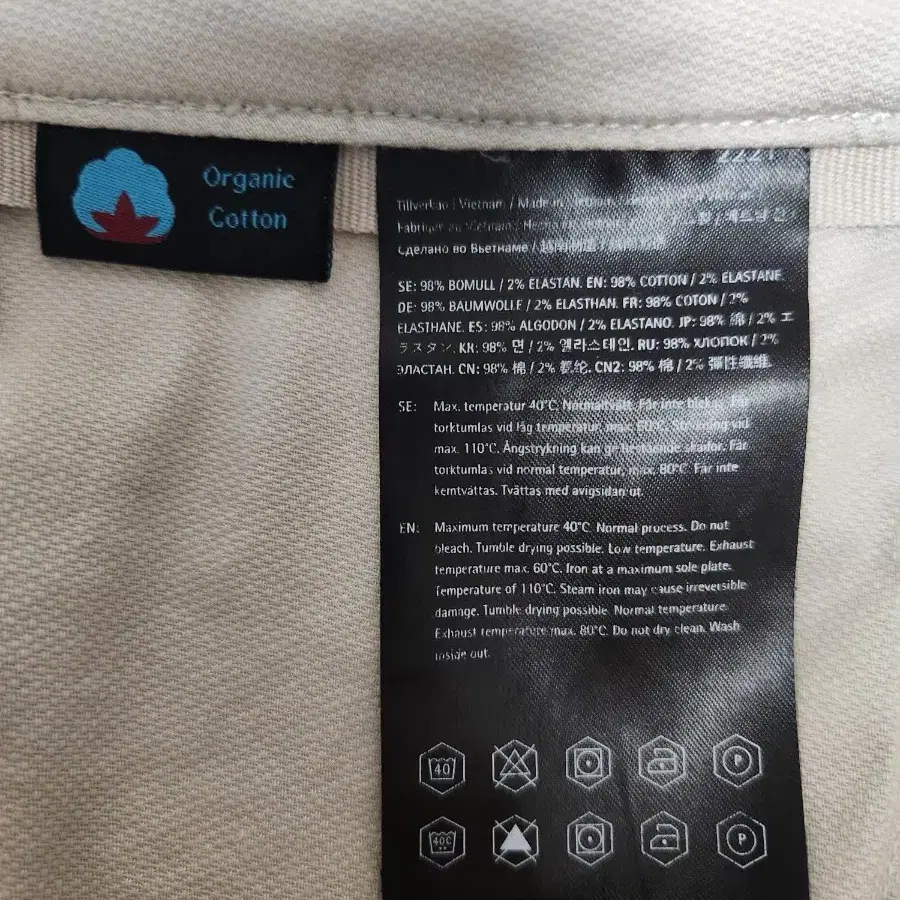 Organic
Cotton
Tillverkad i Vietnam / Made in
Сделано во Вьетнаме /
SE: 98% BOMULL / 2% ELASTAN. EN: 98% COTTON / 2% ELASTANE.
DE: 98% BAUMWOLLE / 2% ELASTHAN. FR: 98% COTON / 2%
ELASTHANE. ES: 98% ALGODON / 2% ELASTANO. JP: 98% 綿 / 2% エ
ラスタン. KR: 98% 면 / 2% 엘라스테인. RU: 98% ХЛОПОК / 2%
ЭЛАСТАН. CN: 98% 棉 / 2% 氨纶. CN2: 98% 棉 / 2% 彈性纖維.
SE: Max. temperatur 40°C. Normaltvätt. Får inte blekas. Får
torktumlas vid låg temperatur, max. 60°C. Strykning vid
max. 110°C. Ångstrykning kan ge bestående skador. Får
torktumlas vid normal temperatur, max. 80°C. Får inte
kemtvättas. Tvättas med avigsidan ut.
EN: Maximum temperature 40°C. Normal process. Do not
bleach. Tumble drying possible. Low temperature. Exhaust
temperature max. 60°C. Iron at a maximum sole plate.
Temperature of 110°C. Steam iron may cause irreversible
damage. Tumble drying possible. Normal temperature.
Exhaust temperature max. 80°C. Do not dry clean. Wash
inside out.
40 P
40C P